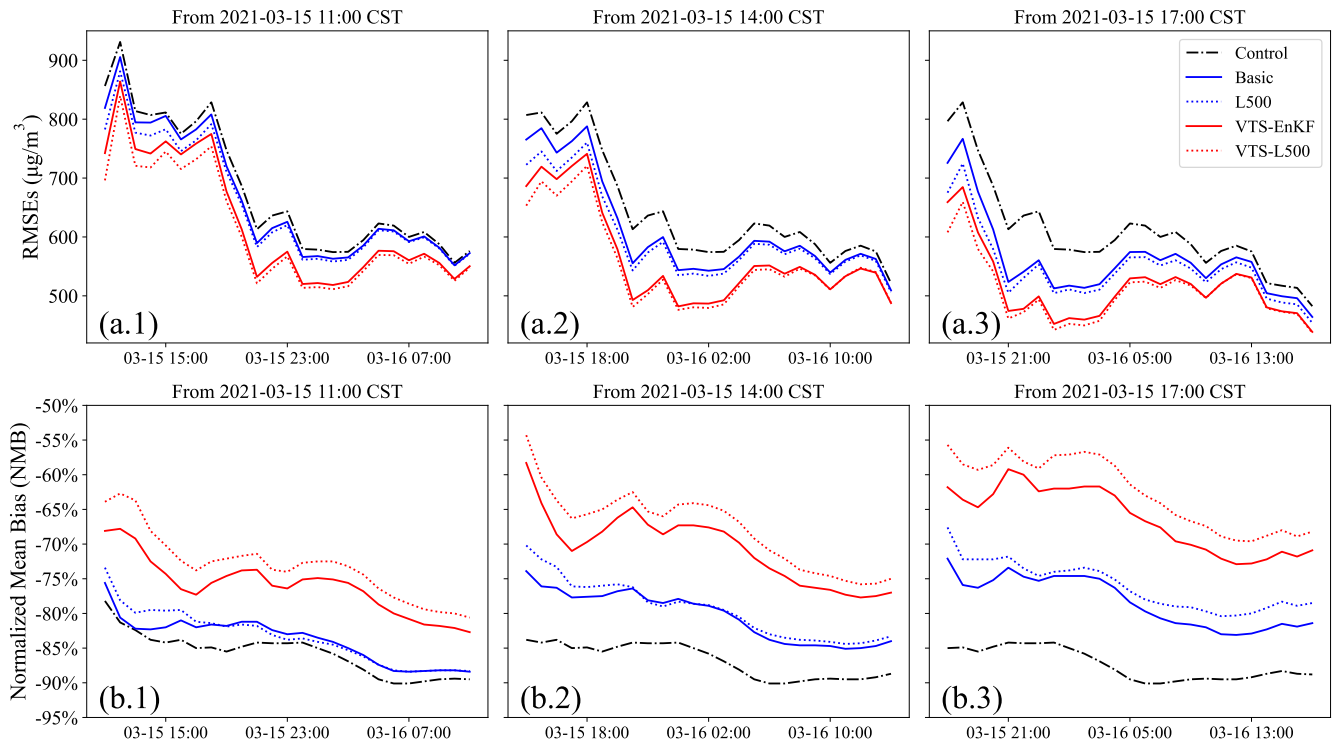 From 2021-03-15 11:00 CST
From 2021-03-15 14:00 CST
From 2021-03-15 17:00 CST
RMSEs (μg/m³)
900
800
700
600
500
Control
Basic
L500
VTS-EnKF
VTS-L500
(a.1)
(a.2)
(a.3)
03-15 15:00
03-15 23:00
03-16 07:00
03-15 18:00
03-16 02:00
03-16 10:00
03-15 21:00
03-16 05:00
03-16 13:00
From 2021-03-15 11:00 CST
From 2021-03-15 14:00 CST
From 2021-03-15 17:00 CST
Normalized Mean Bias (NMB)
-50%
-55%
-60%
-65%
-70%
-75%
-80%
-85%
-90%
-95%
(b.1)
(b.2)
(b.3)
03-15 15:00
03-15 23:00
03-16 07:00
03-15 18:00
03-16 02:00
03-16 10:00
03-15 21:00
03-16 05:00
03-16 13:00